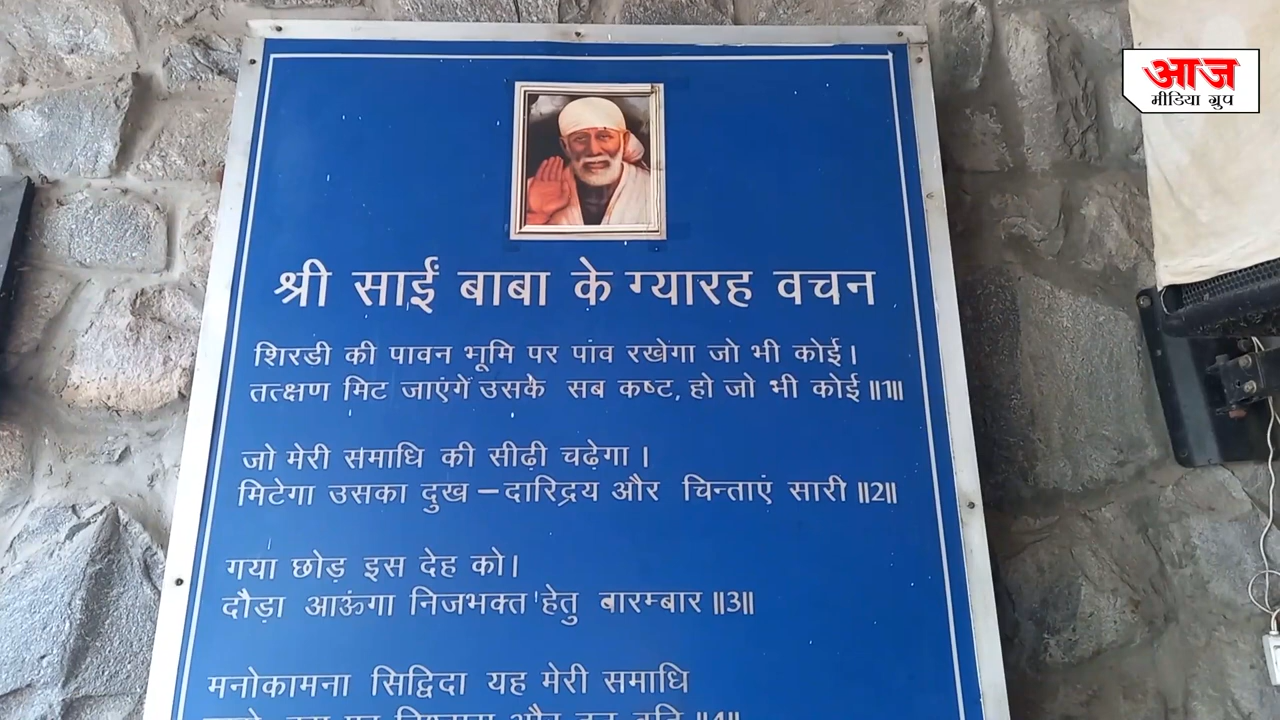 आज
मीडिया ग्रुप
श्री साईं बाबा के ग्यारह वचन
शिरडी की पावन भूमि पर पांव रखेगा जो भी कोई।
तत्क्षण मिट जाएंगें उसके सब कष्ट, हो जो भी कोई॥1॥
जो मेरी समाधि की सीढ़ी चढ़ेगा।
मिटेगा उसका दुख – दारिद्रय और चिन्ताएं सारी॥2॥
गया छोड़ इस देह को।
दौड़ा आऊंगा निजभक्त हेतु बारम्बार॥3॥
मनोकामना सिद्विदा यह मेरी समाधि